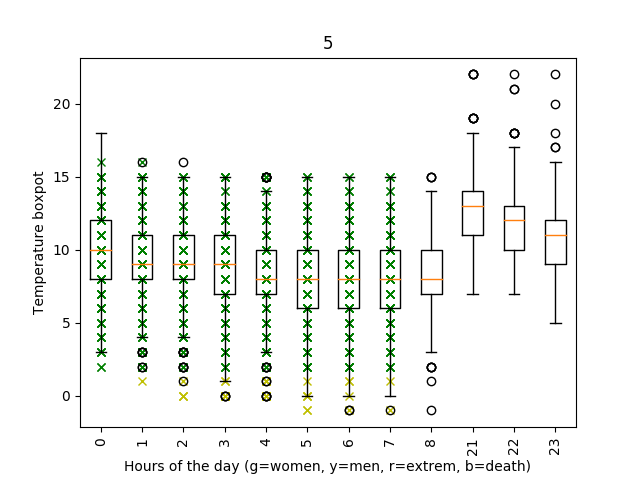 5
Temperature boxpot
20
15
10
5
0
0 1 2 3 4 5 6 7 8 21 22 23
Hours of the day (g=women, y=men, r=extrem, b=death)